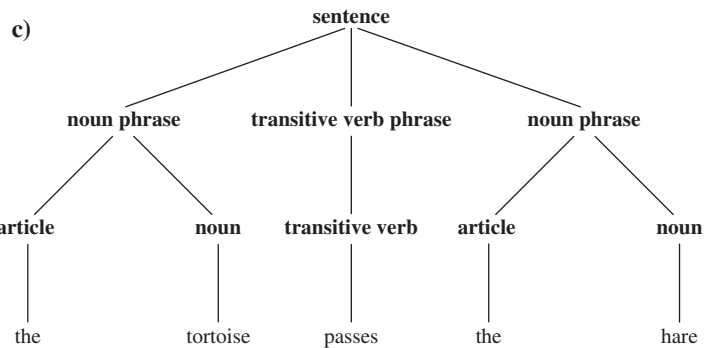 c)
sentence
noun phrase transitive verb phrase noun phrase
article noun transitive verb article noun
the tortoise passes the hare